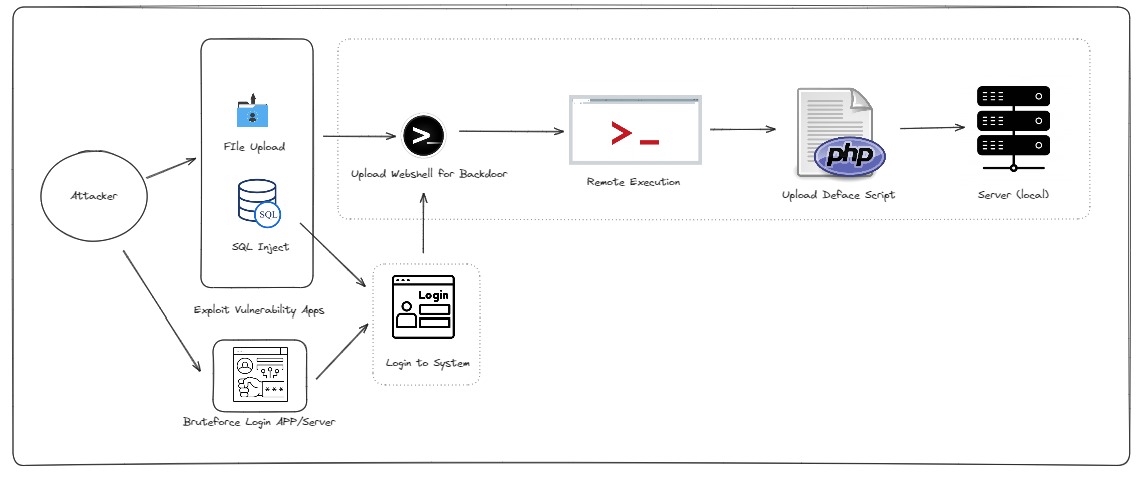 FIle Upload
SQL
SQL Inject
Exploit Vulnerability Apps
Attacker
Bruteforce Login APP/Server
***
Login
Login to System
>_
Upload Webshell for Backdoor
>_
Remote Execution
php
Upload Deface Script
Server (local)